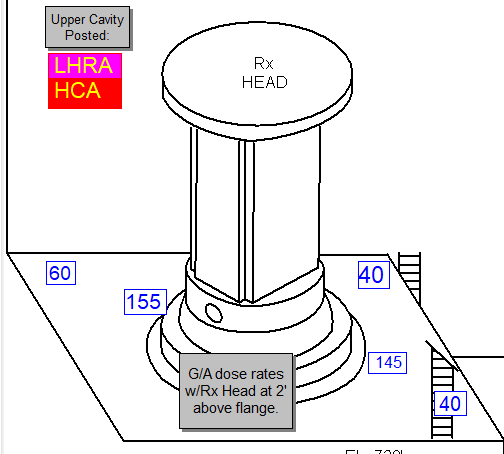 Upper Cavity
Posted:
LHRA
HCA
Rx
HEAD
60
40
155
145
G/A dose rates
w/Rx Head at 2'
above flange.
40